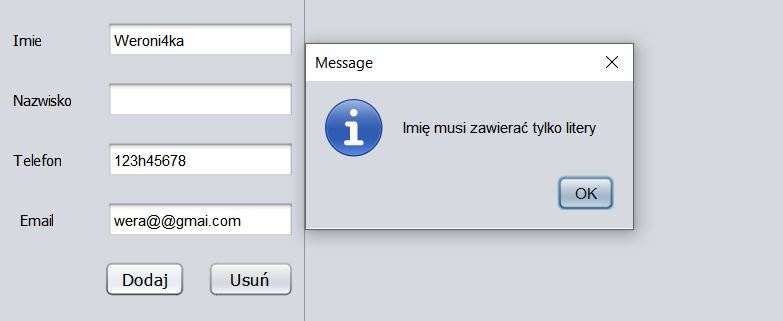 Imie
Weroni4ka
Nazwisko
Telefon
123h45678
Email
wera@@gmai.com
Dodaj
Usuń
Message
Imię musi zawierać tylko litery
OK